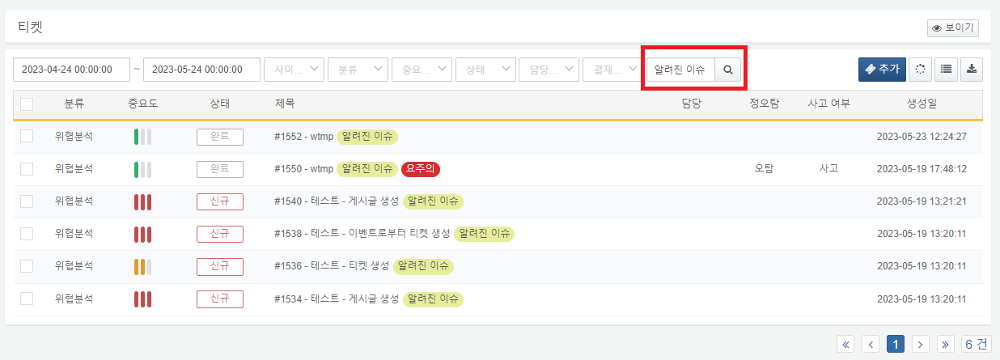 티켓
보이기
2023-04-24 00:00:00 ~ 2023-05-24 00:00:00 사이... 분류 중요... 상태 담당... 결재... 알려진 이슈 추가
분류 중요도 상태 제목 담당 정오탐 사고 여부 생성일
위협분석 완료 #1552 - wtmp 알려진 이슈 2023-05-23 12:24:27
위협분석 완료 #1550 - wtmp 알려진 이슈 요주의 오탐 사고 2023-05-19 17:48:12
위협분석 신규 #1540 - 테스트 - 게시글 생성 알려진 이슈 2023-05-19 13:21:21
위협분석 신규 #1538 - 테스트 - 이벤트로부터 티켓 생성 알려진 이슈 2023-05-19 13:20:11
위협분석 신규 #1536 - 테스트 - 티켓 생성 알려진 이슈 2023-05-19 13:20:11
위협분석 신규 #1534 - 테스트 - 게시글 생성 알려진 이슈 2023-05-19 13:20:11
« ‹ 1 › » 6 건